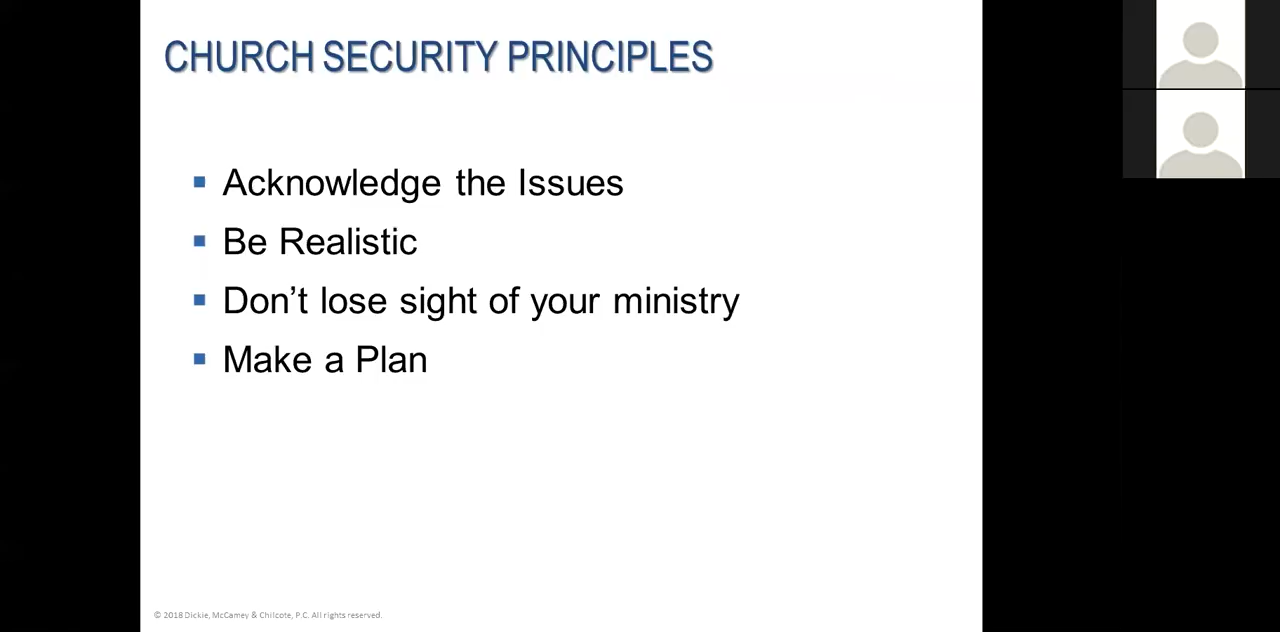 CHURCH SECURITY PRINCIPLES
Acknowledge the Issues
Be Realistic
Don’t lose sight of your ministry
Make a Plan
© 2018 Dickie, McCamey & Chilcote, P.C. All rights reserved.